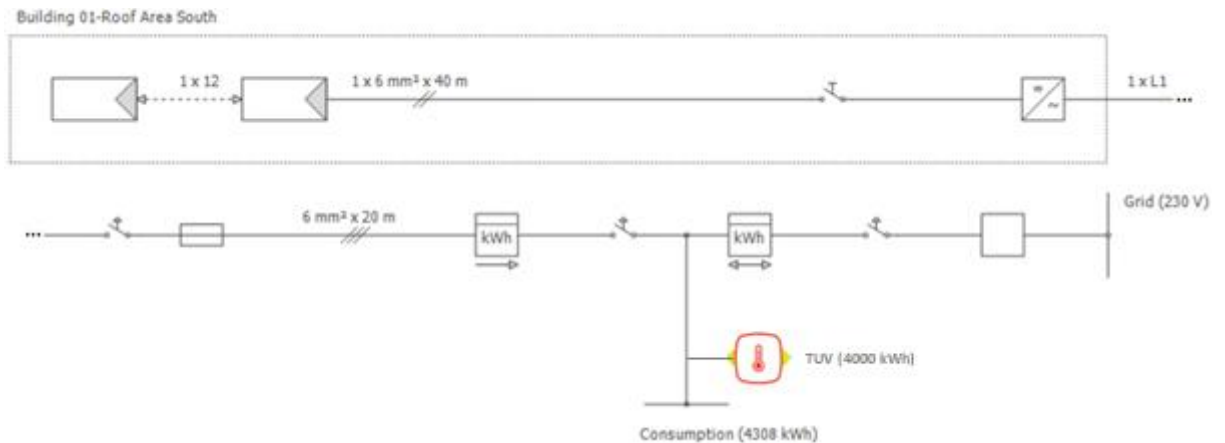 Building 01-Roof Area South
1 x 12
1 x 6 mm² x 40 m
1 x L1
...
... 
6 mm² x 20 m
kWh
kWh
Grid (230 V)
TUV (4000 kWh)
Consumption (4308 kWh)